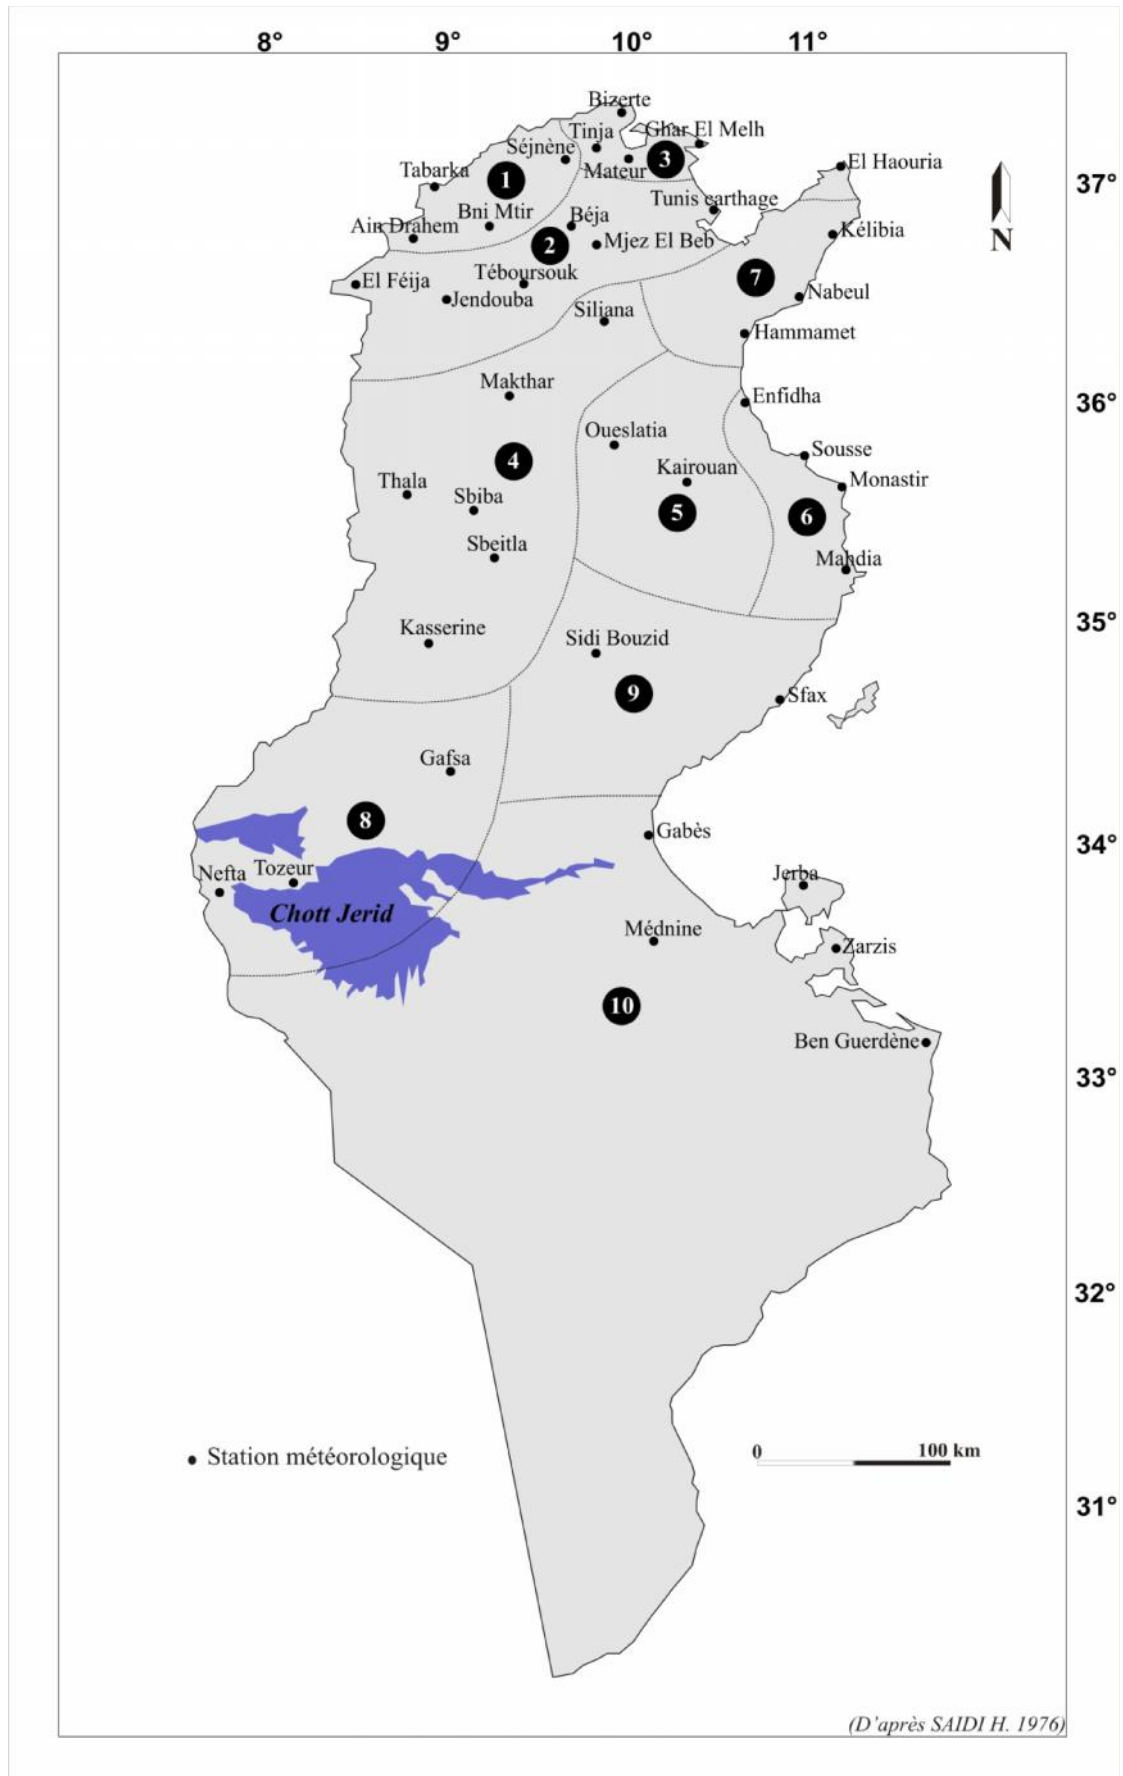 8° 9° 10° 11°
Bizerte
Tinja Ghar El Melh
Séjnène
3
Mateur
El Haouria
Tabarka
1
37°
Tunis carthage
Bni Mtir Béja
Ain Drahem
Kélibia
2
Mjez El Beb
N
Téboursouk
7
El Féija
Jendouba
Nabeul
Siliana
Hammamet
Makthar
Enfidha
36°
Oueslatia
Sousse
4
Kairouan
Thala
Monastir
Sbiba
5
6
Sbeitla
Mahdia
35°
Kasserine
Sidi Bouzid
9
Sfax
Gafsa
8
Gabès
34°
Nefta Tozeur
Jerba
Chott Jerid
Médnine
Zarzis
10
Ben Guerdène
33°
32°
Station météorologique
0 100 km
31°
(D'après SAIDI H. 1976)